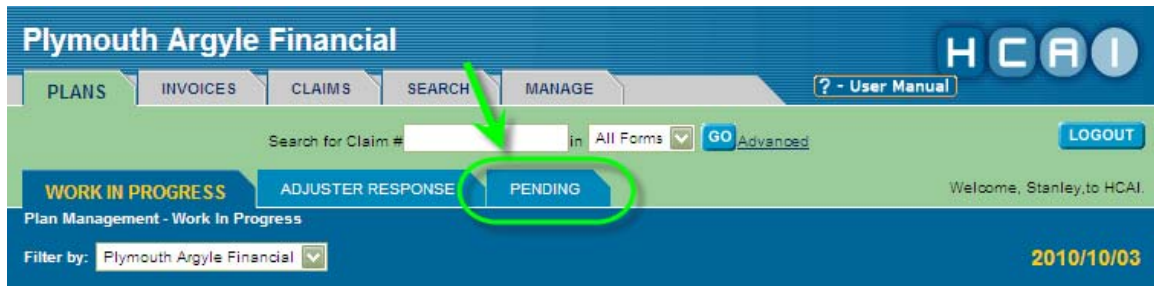 Plymouth Argyle Financial
HCAI
PLANS INVOICES CLAIMS SEARCH MANAGE ? - User Manual
Search for Claim # in All Forms GO Advanced LOGOUT
WORK IN PROGRESS ADJUSTER RESPONSE PENDING Welcome, Stanley,to HCAI.
Plan Management - Work In Progress
Filter by: Plymouth Argyle Financial 2010/10/03